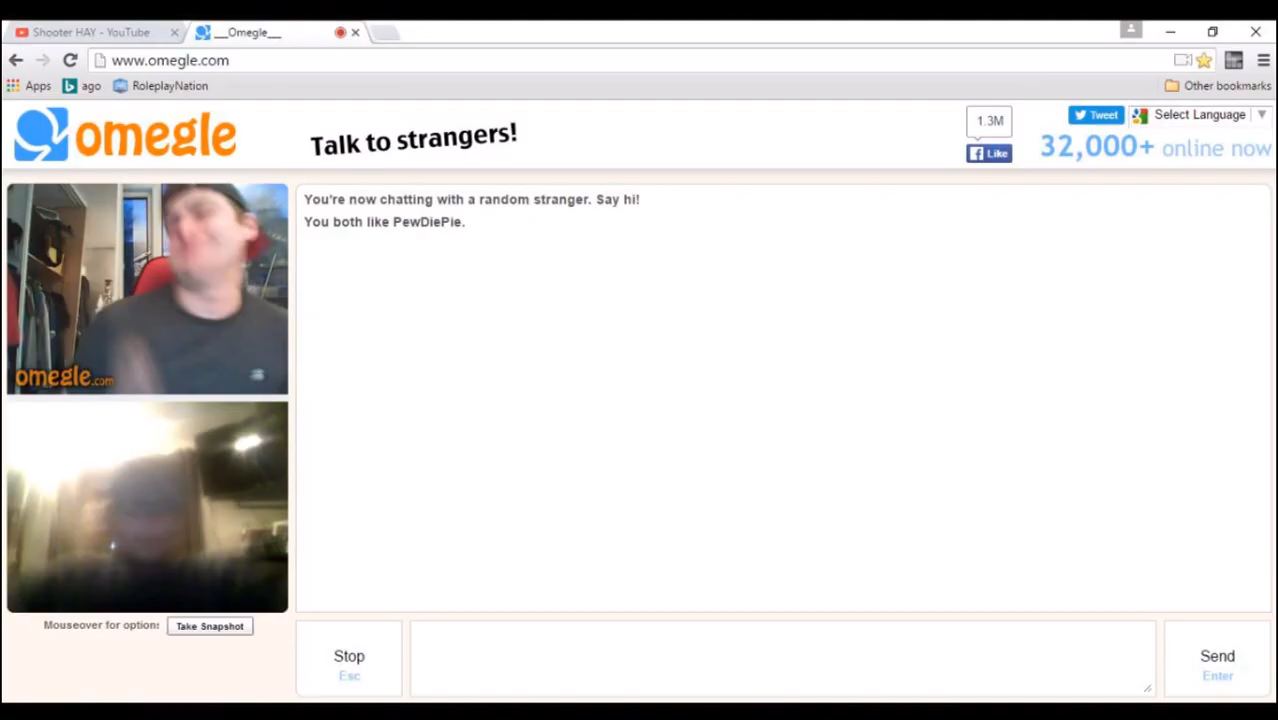 Shooter HAY - YouTube
__Omegle__
www.omegle.com
Apps
ago
RoleplayNation
Other bookmarks
omegle
Talk to strangers!
1.3M
Like
Tweet
Select Language
32,000+ online now
You're now chatting with a random stranger. Say hi!
You both like PewDiePie.
omegle.com
Mouseover for option:
Take Snapshot
Stop
Esc
Send
Enter